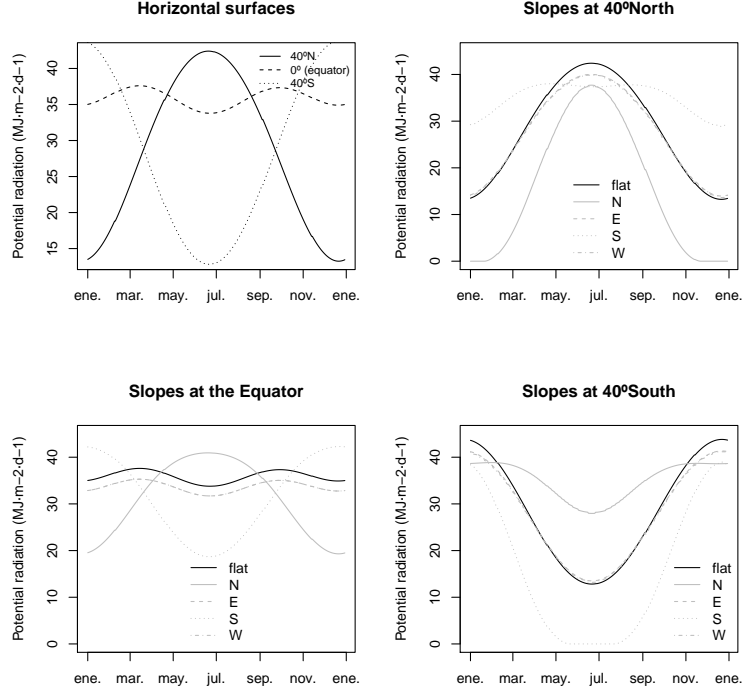 Horizontal surfaces
Potential radiation (MJ·m−2·d−1)
15 20 25 30 35 40
ene. mar. may. jul. sep. nov. ene.
40ºN
0º (equator)
40ºS
Slopes at 40ºNorth
Potential radiation (MJ·m−2·d−1)
0 10 20 30 40
ene. mar. may. jul. sep. nov. ene.
flat
N
E
S
W
Slopes at the Equator
Potential radiation (MJ·m−2·d−1)
0 10 20 30 40
ene. mar. may. jul. sep. nov. ene.
flat
N
E
S
W
Slopes at 40ºSouth
Potential radiation (MJ·m−2·d−1)
0 10 20 30 40
ene. mar. may. jul. sep. nov. ene.
flat
N
E
S
W